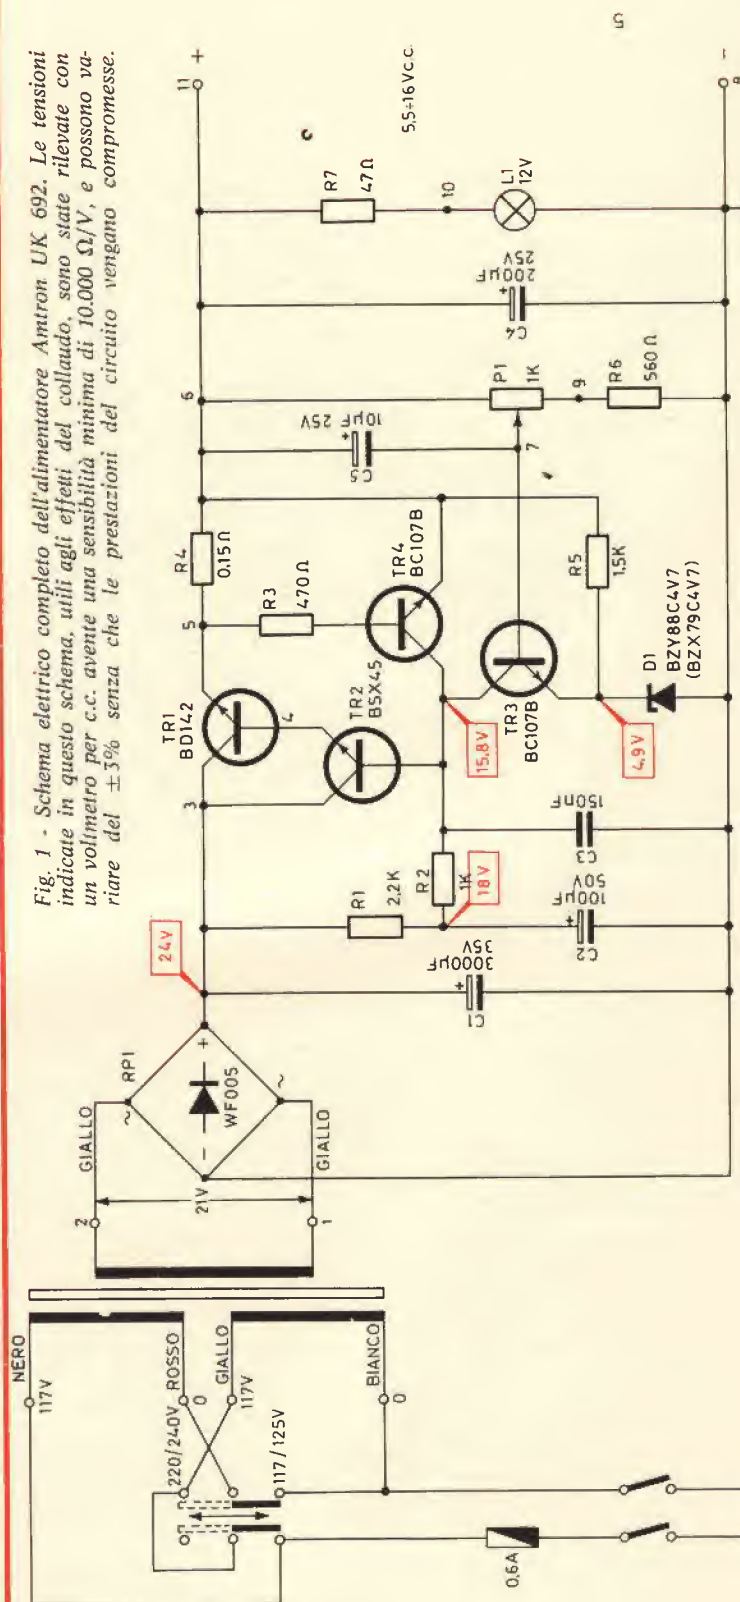 Fig. 1 - Schema elettrico completo dell'alimentatore Amtron UK 692. Le tensioni
indicate in questo schema, utili agli effetti del collaudo, sono state rilevate con
un voltmetro per c.c. avente una sensibilità minima di 10.000 Ω/V, e possono va-
riare del ±3% senza che le prestazioni del circuito vengano compromesse.
NERO
117V
220/240V
ROSSO
0
GIALLO
117V
117/125V
BIANCO
0
0.6A
2
GIALLO
21V
1
GIALLO
RP1
~
+
-
WF005
~
24V
C1
3000µF
35V
R1
2,2K
18V
R2
1K
C2
100µF
50V
C3
150nF
3
TR1
BD142
4
TR2
BSX45
5
R4
0,15Ω
R3
470Ω
TR4
BC107B
15,8V
TR3
BC107B
4,9V
R5
1,5K
D1
BZY88C4V7
(BZX79C4V7)
6
C5
10µF 25V
7
P1
1K
9
R6
560Ω
C4
200µF
25V
R7
47Ω
10
L1
12V
11
+
5,5÷16Vc.c.
-
5